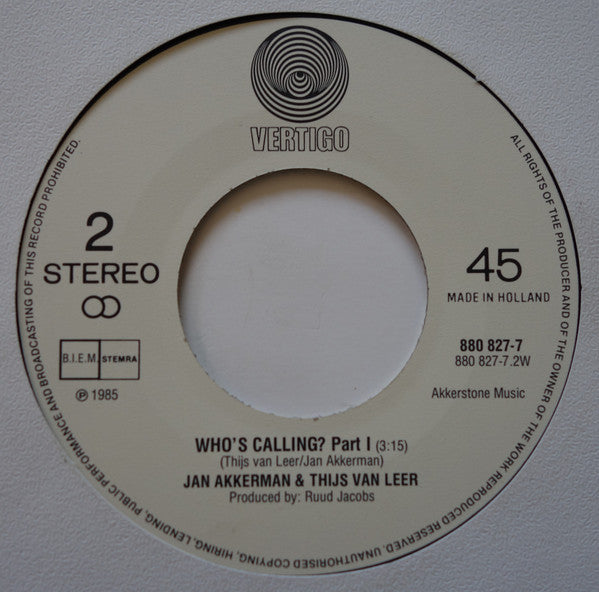 VERTIGO
2
STEREO
B.I.E.M. STEMRA
℗ 1985
45
MADE IN HOLLAND
880 827-7
880 827-7.2W
Akkerstone Music
WHO'S CALLING? Part I (3:15)
(Thijs van Leer/Jan Akkerman)
JAN AKKERMAN & THIJS VAN LEER
Produced by: Ruud Jacobs
ALL RIGHTS OF THE PRODUCER AND OF THE OWNER OF THE WORK REPRODUCED RESERVED. UNAUTHORISED COPYING, HIRING, LENDING, PUBLIC PERFORMANCE AND BROADCASTING OF THIS RECORD PROHIBITED.